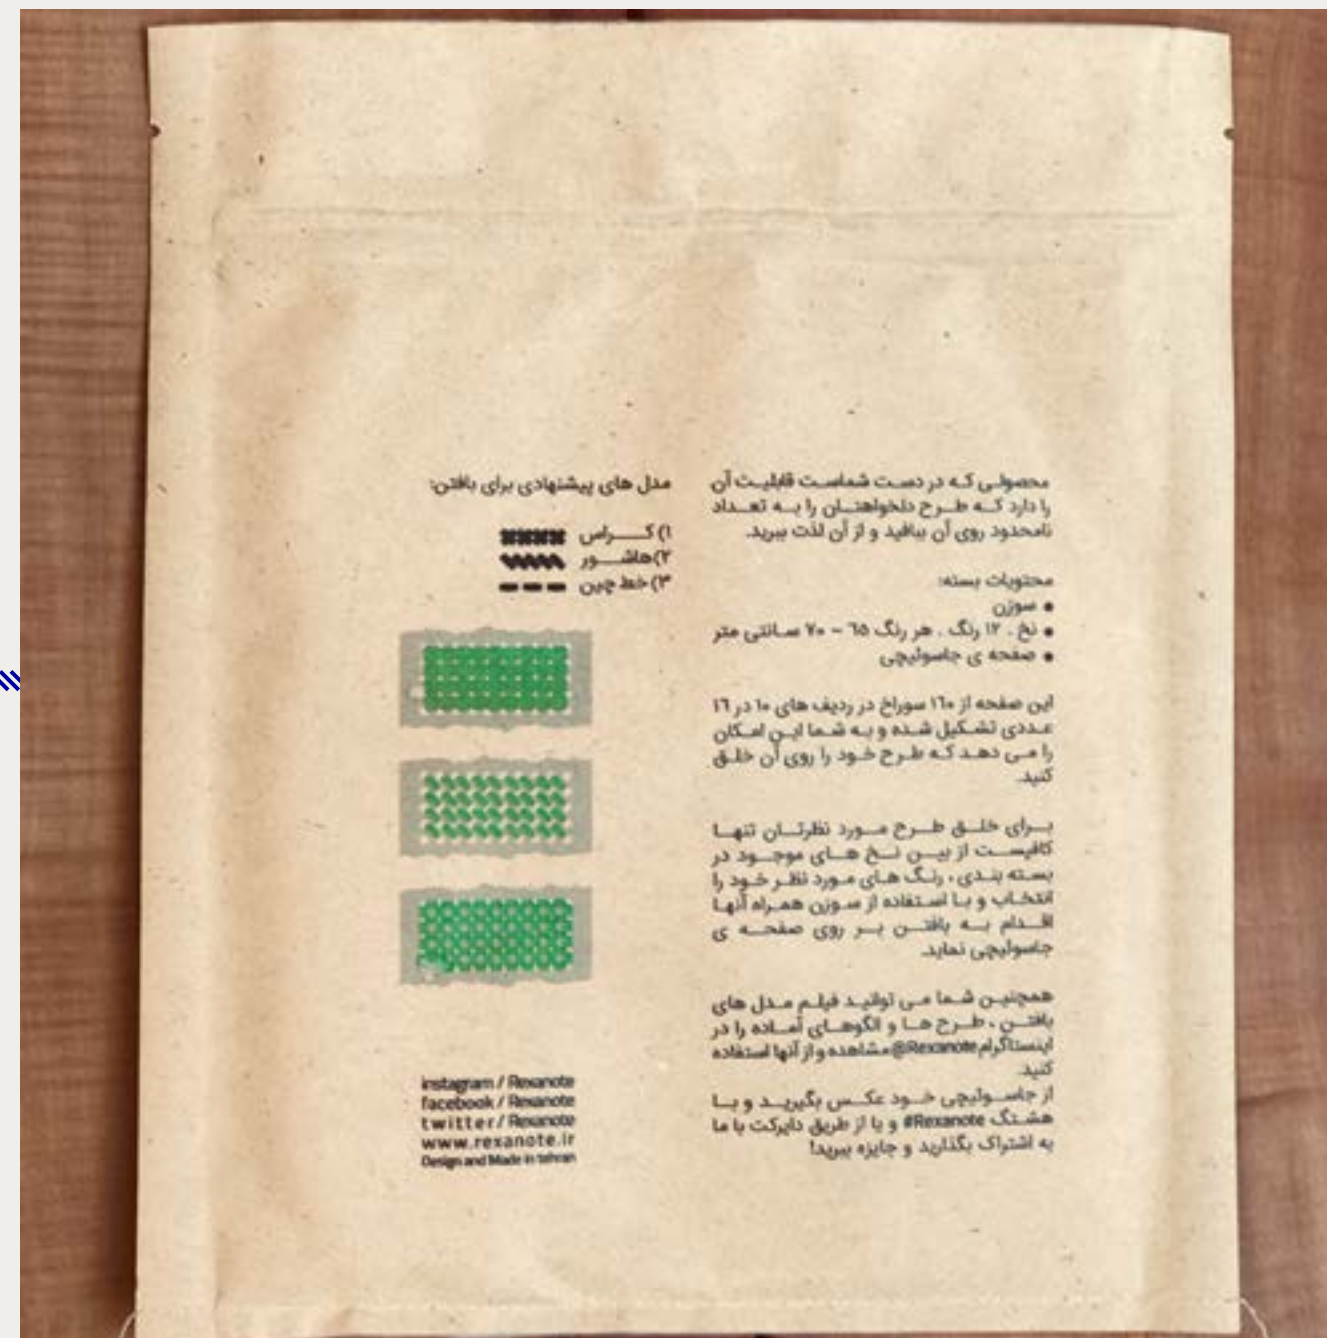 محصولی که در دست شماست قابلیت آن
را دارد که طرح دلخواهتان را به تعداد
نامحدود روی آن ببافید و از آن لذت ببرید.
محتویات بسته:
• سوزن
• نخ . ۱۲ رنگ . هر رنگ ۶۵ – ۷۰ سانتی متر
• صفحه ی جاسوئیچی
این صفحه از ۱۶۰ سوراخ در ردیف های ۱۰ در ۱۶
عددی تشکیل شده و به شما این امکان
را می دهد که طرح خود را روی آن خلق
کنید.
برای خلق طرح مورد نظرتان تنها
کافیست از بین نخ های موجود در
بسته بندی، رنگ های مورد نظر خود را
انتخاب و با استفاده از سوزن همراه آنها
اقدام به بافتن بر روی صفحه ی
جاسوئیچی نماید.
همچنین شما می توانید فیلم مدل های
بافتن ، طرح ها و الگوهای آماده را در
اینستاگرام @Rexanote مشاهده و از آنها استفاده
کنید.
از جاسوئیچی خود عکس بگیرید و با
هشتگ #Rexanote و یا از طریق دایرکت با ما
به اشتراک بگذارید و جایزه ببرید!
مدل های پیشنهادی برای بافتن:
۱) کراس
۲) هاشور
۳) خط چین
instagram / Rexanote
facebook / Rexanote
twitter / Rexanote
www.rexanote.ir
Design and Made in tehran